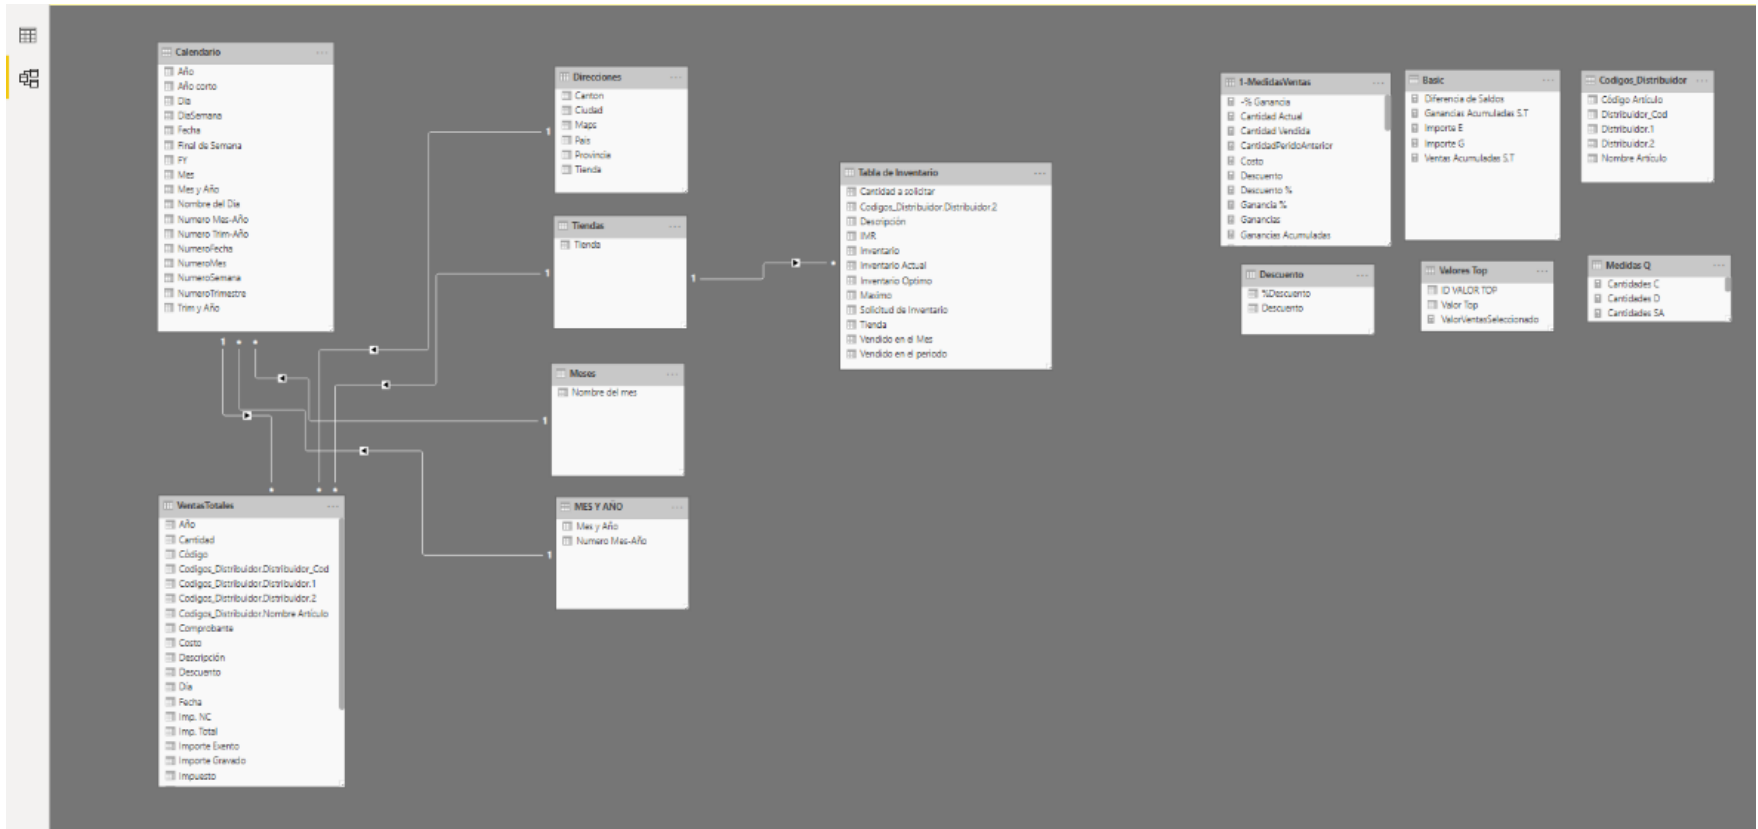 Calendario
Año
Año corto
Dia
DiaSemana
Fecha
Final de Semana
FY
Mes
Mes y Año
Nombre del Dia
Numero Mes-Año
Numero Trim-Año
NumeroFecha
NumeroMes
NumeroSemana
NumeroTrimestre
Trim y Año
1
*
*
VentasTotales
Año
Cantidad
Código
Codigos_Distribuidor.Distribuidor_Cod
Codigos_Distribuidor.Distribuidor.1
Codigos_Distribuidor.Distribuidor.2
Codigos_Distribuidor.Nombre Artículo
Comprobante
Costo
Descripción
Descuento
Día
Fecha
Imp. NC
Imp. Total
Importe Exento
Importe Gravado
Impuesto
*
*
*
Direcciones
Canton
Ciudad
Maps
Pais
Provincia
Tienda
1
Tiendas
Tienda
1
1
*
Meses
Nombre del mes
1
MES Y AÑO
Mes y Año
Numero Mes-Año
1
Tabla de Inventario
Cantidad a solicitar
Codigos_Distribuidor.Distribuidor.2
Descripción
IMR
Inventario
Inventario Actual
Inventario Optimo
Maximo
Solicitud de Inventario
Tienda
Vendido en el Mes
Vendido en el periodo
1-MedidasVentas
-% Ganancia
Cantidad Actual
Cantidad Vendida
CantidadPeridoAnterior
Costo
Descuento
Descuento %
Ganancia %
Ganancias
Ganancias Acumuladas
Basic
Diferencia de Saldos
Ganancias Acumuladas S.T
Importe E
Importe G
Ventas Acumuladas S.T
Codigos_Distribuidor
Código Artículo
Distribuidor_Cod
Distribuidor.1
Distribuidor.2
Nombre Artículo
Descuento
%Descuento
Descuento
Valores Top
ID VALOR TOP
Valor Top
ValorVentasSeleccionado
Medidas Q
Cantidades C
Cantidades D
Cantidades SA